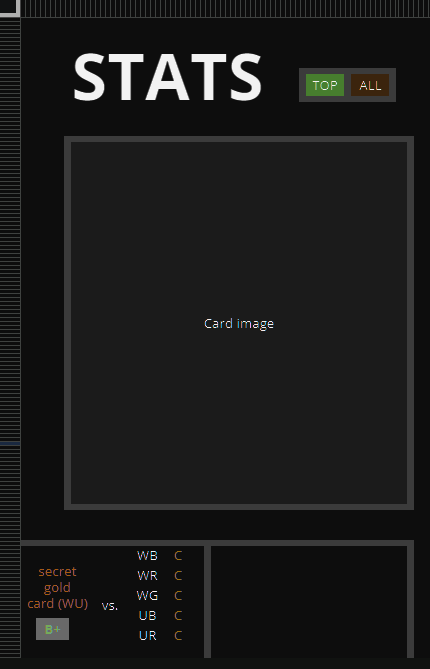 STATS
TOP ALL
Card image
secret
gold
card (WU)
B+
vs.
WB C
WR C
WG C
UB C
UR C